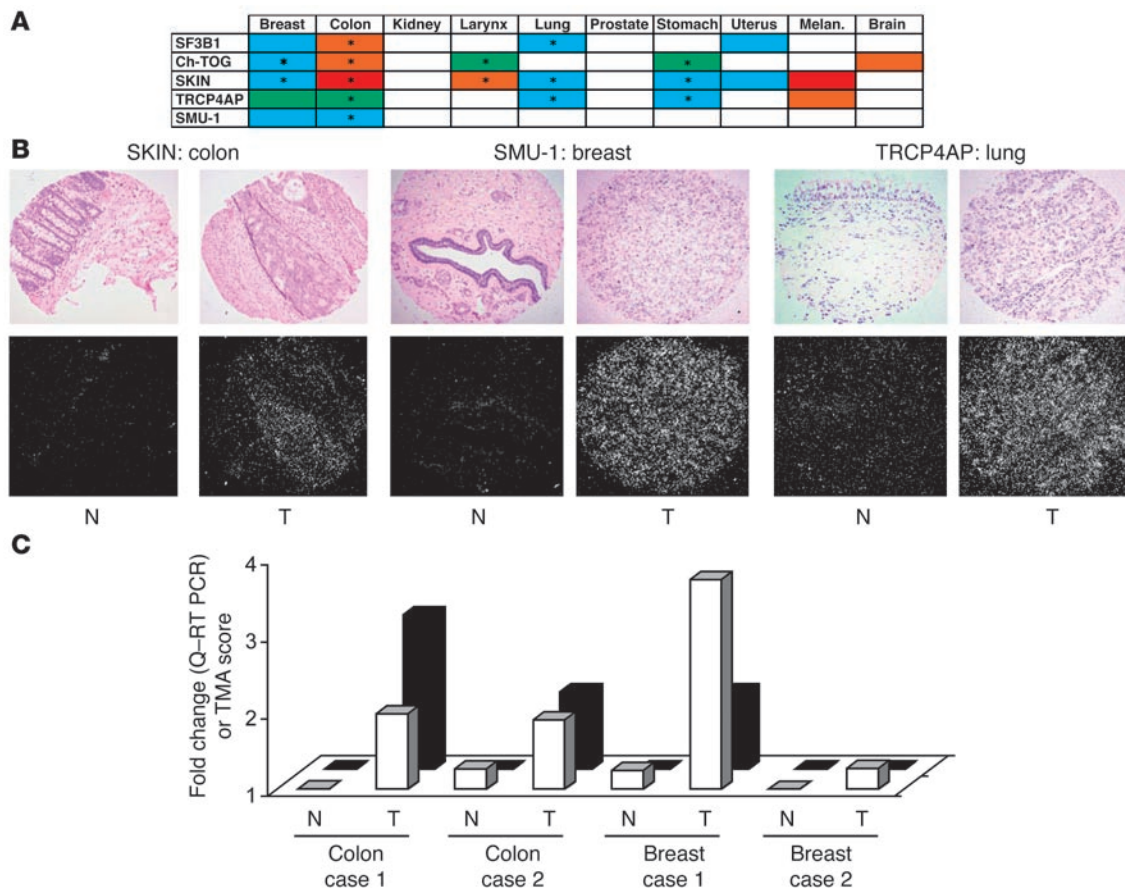 A
Breast Colon Kidney Larynx Lung Prostate Stomach Uterus Melan. Brain
SF3B1 * *
Ch-TOG * * * *
SKIN * * * * *
TRCP4AP * * *
SMU-1 *
B
SKIN: colon SMU-1: breast TRCP4AP: lung
N T N T N T
C
Fold change (Q–RT PCR)
or TMA score
4
3
2
1
N T N T N T N T
Colon Colon Breast Breast
case 1 case 2 case 1 case 2